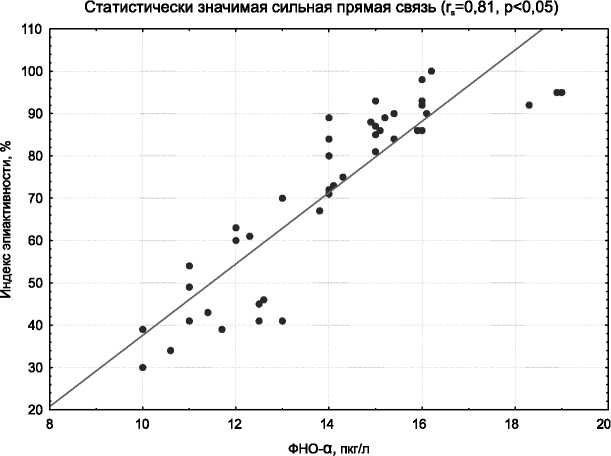 Статистически значимая сильная прямая связь (rs=0,81, p<0,05)
110
100
90
80
70
60
50
40
30
20
Индекс эпиактивности, %
8 10 12 14 16 18 20
ФНО-α, пкг/л